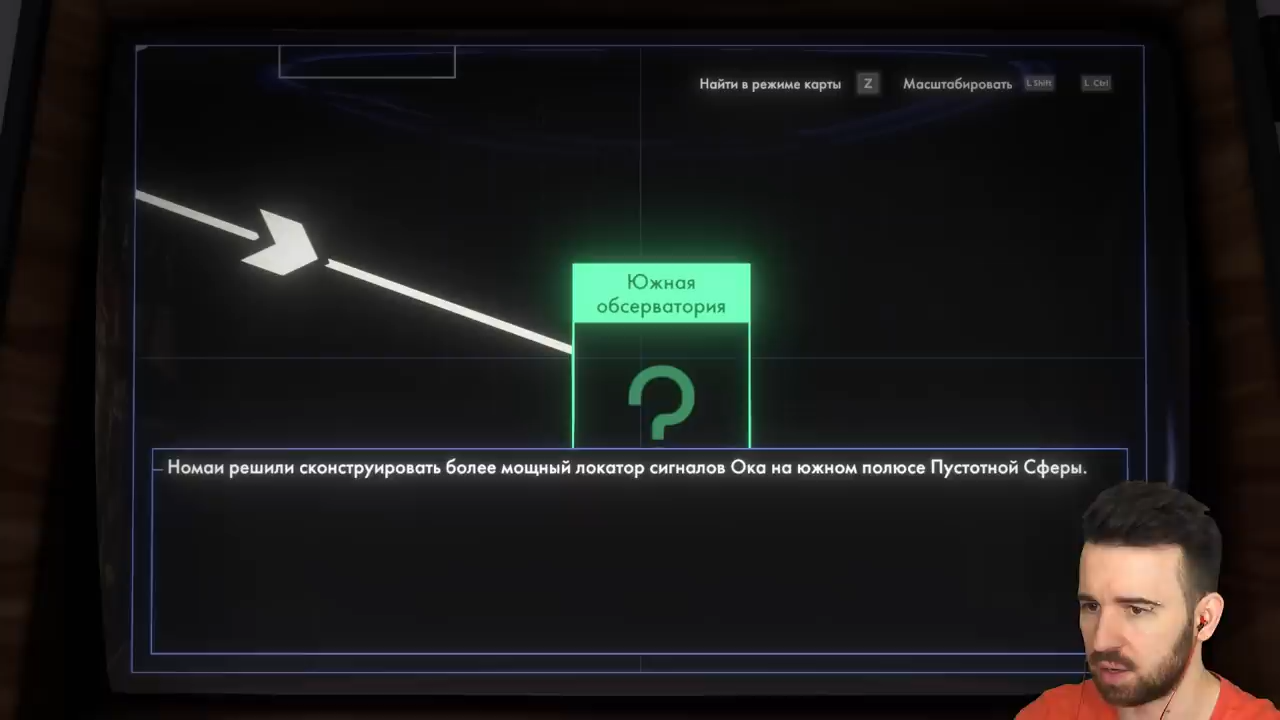 Найти в режиме карты Z Масштабировать L Shift L Ctrl
Южная
обсерватория
?
Номаи решили сконструировать более мощный локатор сигналов Ока на южном полюсе Пустотной Сферы.